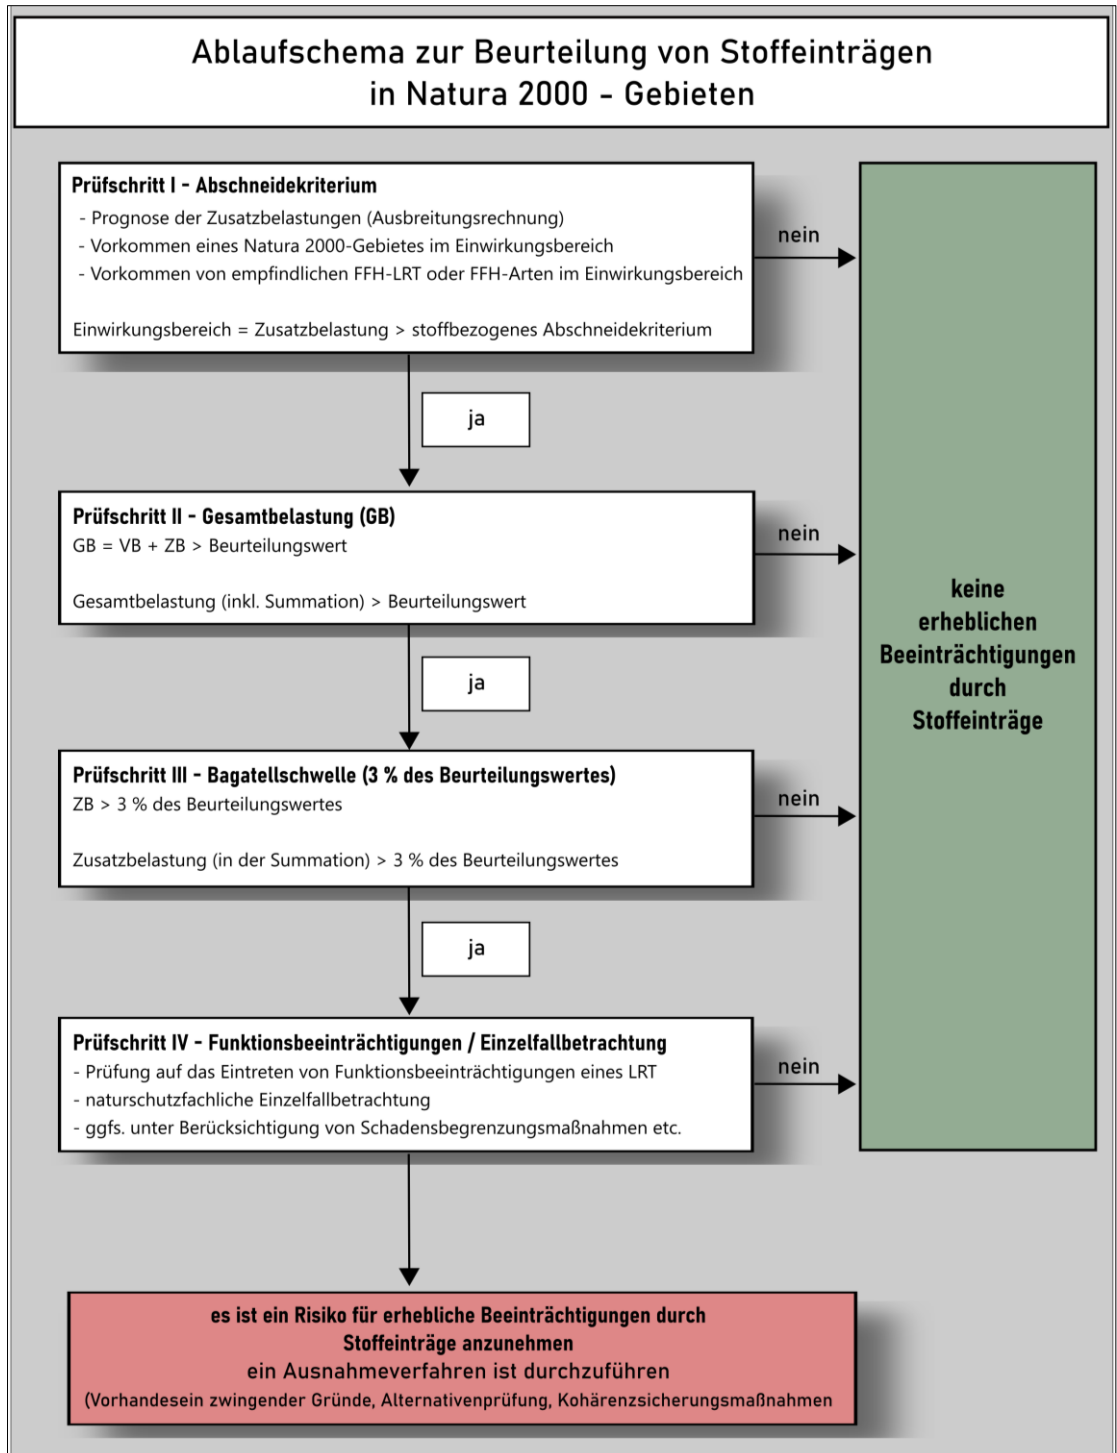 Ablaufschema zur Beurteilung von Stoffeinträgen
in Natura 2000 - Gebieten
Prüfschritt I - Abschneidekriterium
- Prognose der Zusatzbelastungen (Ausbreitungsrechnung)
- Vorkommen eines Natura 2000-Gebietes im Einwirkungsbereich
- Vorkommen von empfindlichen FFH-LRT oder FFH-Arten im Einwirkungsbereich
Einwirkungsbereich = Zusatzbelastung > stoffbezogenes Abschneidekriterium
nein
ja
Prüfschritt II - Gesamtbelastung (GB)
GB = VB + ZB > Beurteilungswert
Gesamtbelastung (inkl. Summation) > Beurteilungswert
nein
ja
Prüfschritt III - Bagatellschwelle (3 % des Beurteilungswertes)
ZB > 3 % des Beurteilungswertes
Zusatzbelastung (in der Summation) > 3 % des Beurteilungswertes
nein
ja
Prüfschritt IV - Funktionsbeeinträchtigungen / Einzelfallbetrachtung
- Prüfung auf das Eintreten von Funktionsbeeinträchtigungen eines LRT
- naturschutzfachliche Einzelfallbetrachtung
- ggfs. unter Berücksichtigung von Schadensbegrenzungsmaßnahmen etc.
nein
keine
erheblichen
Beeinträchtigungen
durch
Stoffeinträge
es ist ein Risiko für erhebliche Beeinträchtigungen durch
Stoffeinträge anzunehmen
ein Ausnahmeverfahren ist durchzuführen
(Vorhandesein zwingender Gründe, Alternativenprüfung, Kohärenzsicherungsmaßnahmen